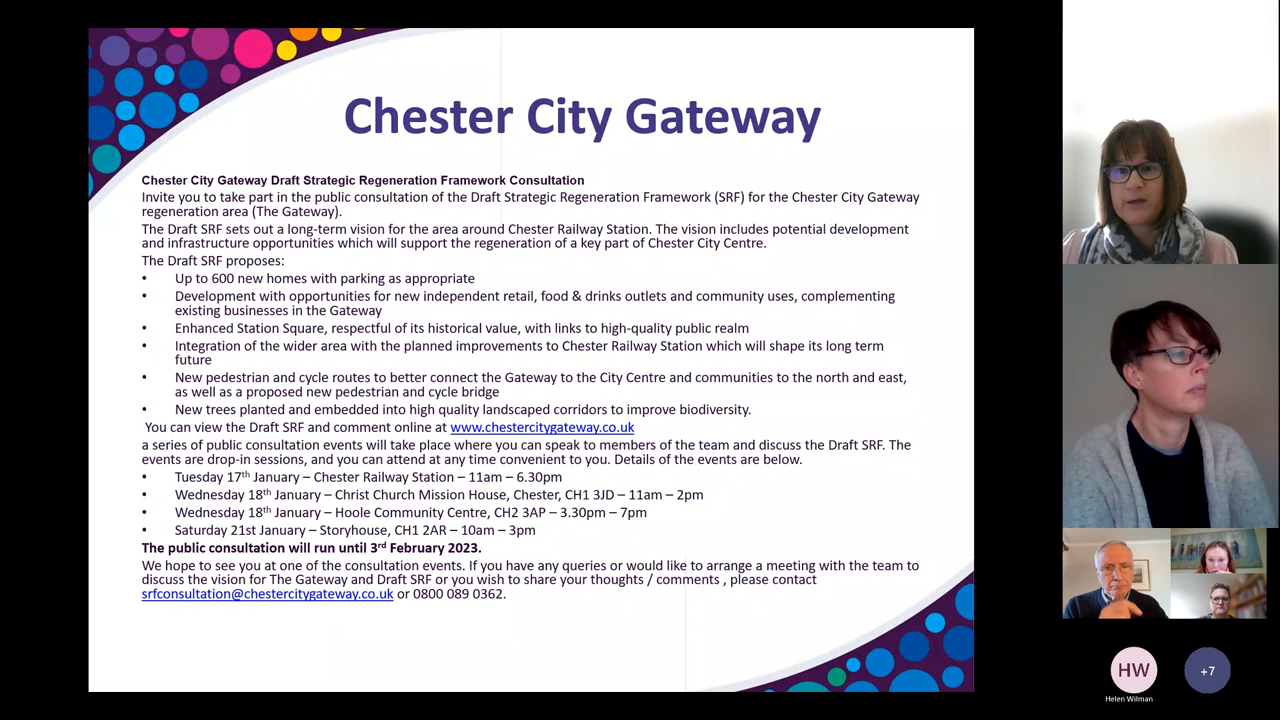 Chester City Gateway
Chester City Gateway Draft Strategic Regeneration Framework Consultation
Invite you to take part in the public consultation of the Draft Strategic Regeneration Framework (SRF) for the Chester City Gateway
regeneration area (The Gateway).
The Draft SRF sets out a long-term vision for the area around Chester Railway Station. The vision includes potential development
and infrastructure opportunities which will support the regeneration of a key part of Chester City Centre.
The Draft SRF proposes:
• Up to 600 new homes with parking as appropriate
• Development with opportunities for new independent retail, food & drinks outlets and community uses, complementing
existing businesses in the Gateway
• Enhanced Station Square, respectful of its historical value, with links to high-quality public realm
• Integration of the wider area with the planned improvements to Chester Railway Station which will shape its long term
future
• New pedestrian and cycle routes to better connect the Gateway to the City Centre and communities to the north and east,
as well as a proposed new pedestrian and cycle bridge
• New trees planted and embedded into high quality landscaped corridors to improve biodiversity.
You can view the Draft SRF and comment online at www.chestercitygateway.co.uk
a series of public consultation events will take place where you can speak to members of the team and discuss the Draft SRF. The
events are drop-in sessions, and you can attend at any time convenient to you. Details of the events are below.
• Tuesday 17th January – Chester Railway Station – 11am – 6.30pm
• Wednesday 18th January – Christ Church Mission House, Chester, CH1 3JD – 11am – 2pm
• Wednesday 18th January – Hoole Community Centre, CH2 3AP – 3.30pm – 7pm
• Saturday 21st January – Storyhouse, CH1 2AR – 10am – 3pm
The public consultation will run until 3rd February 2023.
We hope to see you at one of the consultation events. If you have any queries or would like to arrange a meeting with the team to
discuss the vision for The Gateway and Draft SRF or you wish to share your thoughts / comments , please contact
srfconsultation@chestercitygateway.co.uk or 0800 089 0362.
HW
+7
Helen Wilman